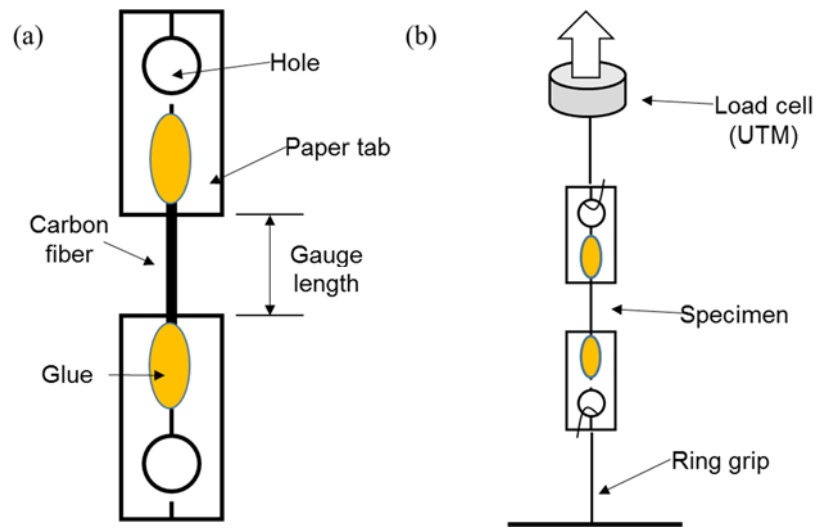 (a)
Hole
Paper tab
Carbon
fiber
Gauge
length
Glue
(b)
Load cell
(UTM)
Specimen
Ring grip